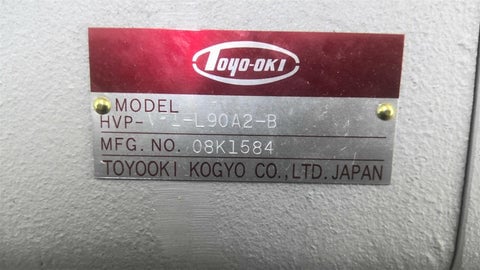 TOYO-OKI
MODEL
HVP- -L90A2-B
MFG. NO. 08K1584
TOYOOKI KOGYO CO.,LTD.JAPAN